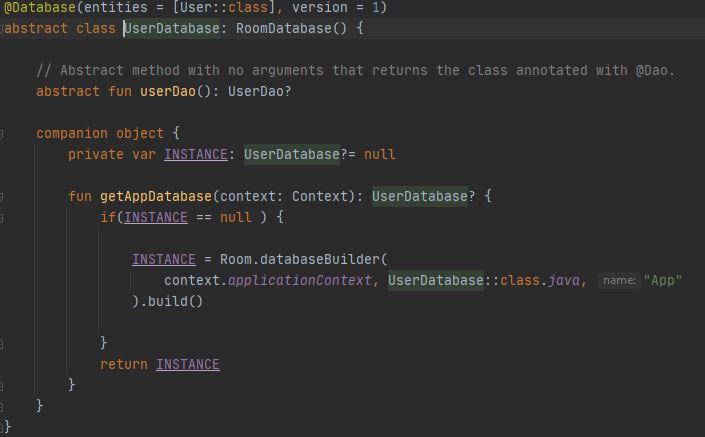 @Database(entities = [User::class], version = 1)
abstract class UserDatabase: RoomDatabase() {
// Abstract method with no arguments that returns the class annotated with @Dao.
abstract fun userDao(): UserDao?
companion object {
private var INSTANCE: UserDatabase?= null
fun getAppDatabase(context: Context): UserDatabase? {
if(INSTANCE == null ) {
INSTANCE = Room.databaseBuilder(
context.applicationContext, UserDatabase::class.java, name: "App"
).build()
}
return INSTANCE
}
}
}